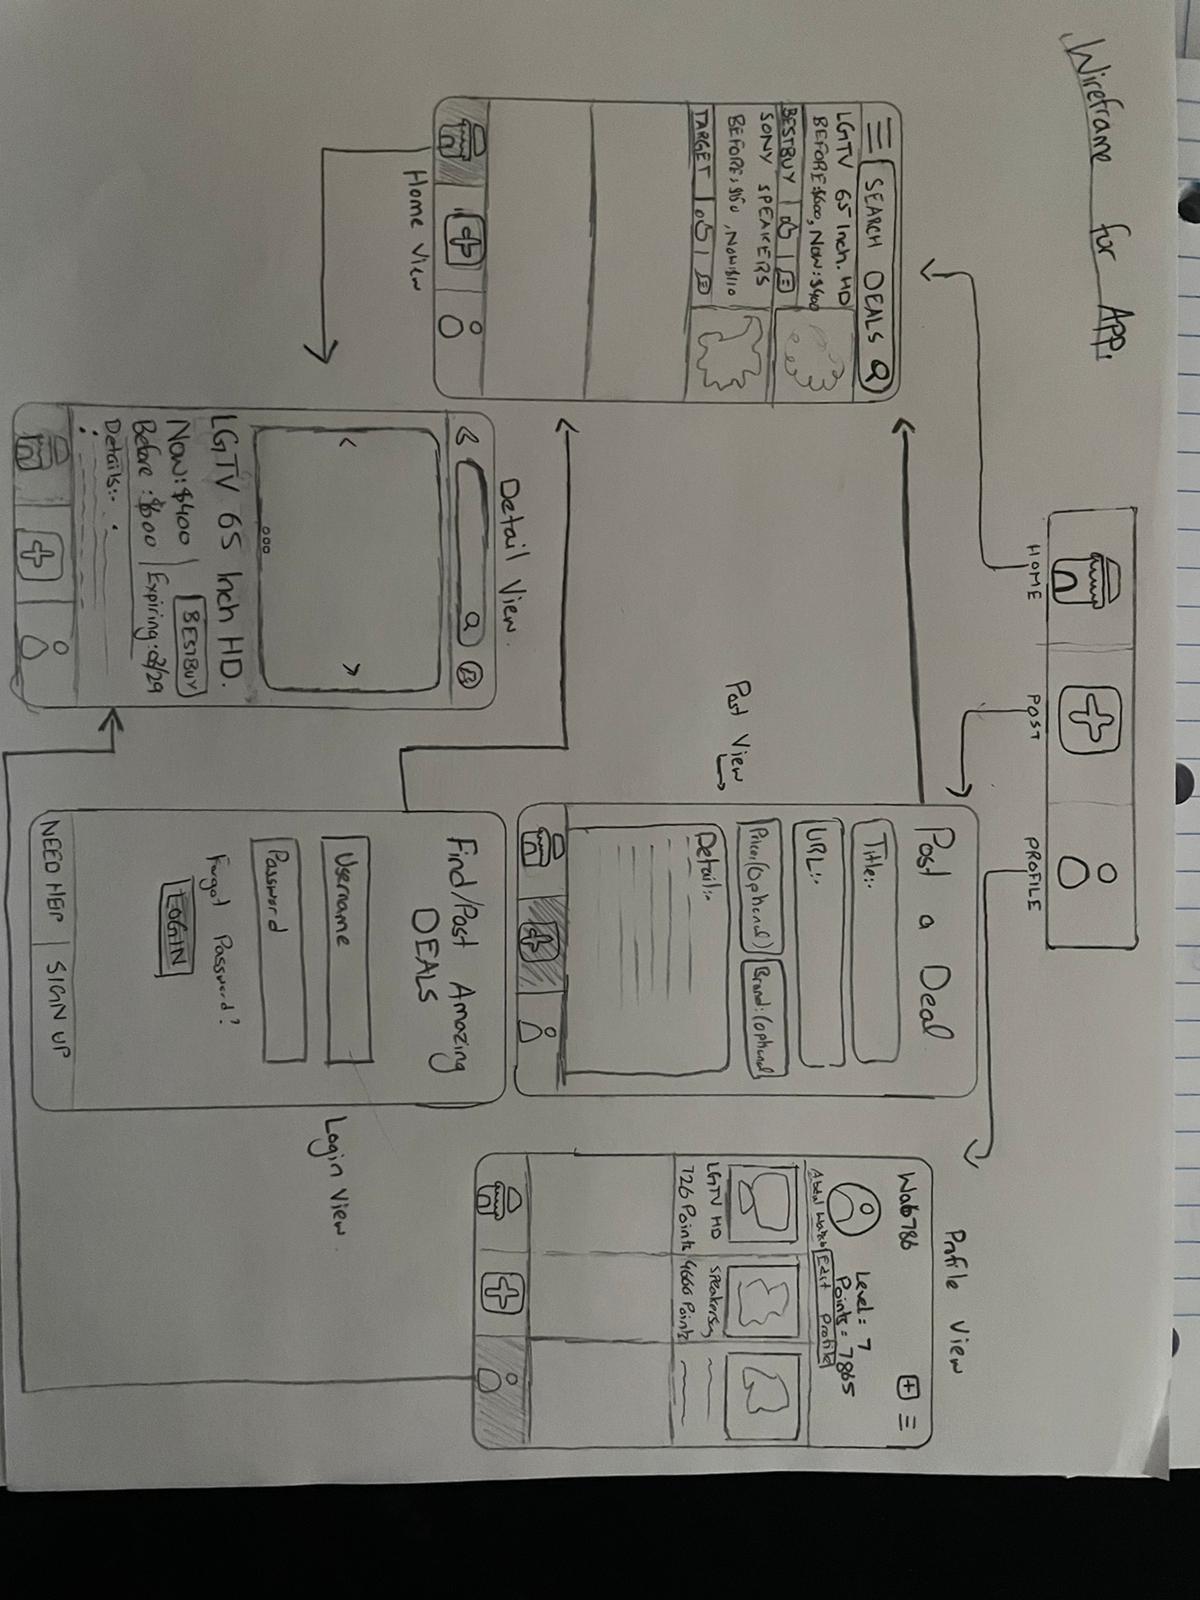 Wireframe for App.
HOME
POST
PROFILE
SEARCH DEALS
LGTV 65 Inch. HD
BEFORE:$600, NOW:$400
BESTBUY
SONY SPEAKERS
BEFORE:$150, NOW:$110
TARGET
Home View
Post View
Post a Deal
Title:-
URL:-
Price:(Optional)
Brand:(Optional)
Detail:-
Profile View
Wab786
Level= 7
Points= 7865
Abdul
Edit Profile
LGTV HD
726 Points
Speakers
4666 Points
Detail View.
LGTV 65 Inch HD.
Now:$400
BESTBUY
Before :$600
Expiring:03/29
Details:-
Find/Post Amazing
DEALS
Username
Password
Forgot Password?
LOGIN
NEED HEP
SIGN UP
Login View